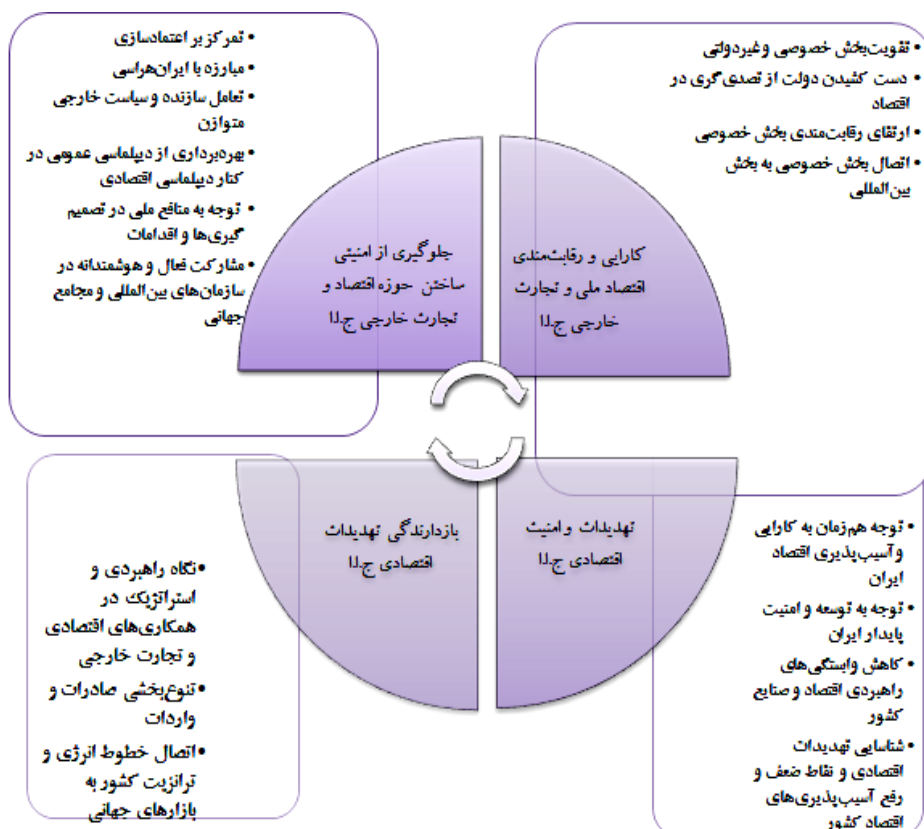 • تقویت‌بخش خصوصی و غیردولتی
• دست کشیدن دولت از تصدی‌گری در
اقتصاد
• ارتقای رقابت‌مندی بخش خصوصی
• اتصال بخش خصوصی به بخش
بین‌المللی
• تمرکز بر اعتمادسازی
• مبارزه با ایران‌هراسی
• تعامل سازنده و سیاست خارجی
متوازن
• بهره‌برداری از دیپلماسی عمومی در
کنار دیپلماسی اقتصادی
• توجه به منافع ملی در تصمیم
گیری‌ها و اقدامات
• مشارکت فعال و هوشمندانه در
سازمان‌های بین‌المللی و مجامع
جهانی
کارایی و رقابت‌مندی
اقتصاد ملی و تجارت
خارجی ج.ا.ا
جلوگیری از امنیتی
ساختن حوزه اقتصاد و
تجارت خارجی ج.ا.ا
تهدیدات و امنیت
اقتصادی ج.ا.ا
بازدارندگی تهدیدات
اقتصادی ج.ا.ا
• توجه هم‌زمان به کارایی
و آسیب‌پذیری اقتصاد
ایران
• توجه به توسعه و امنیت
پایدار ایران
• کاهش وابستگی‌های
راهبردی اقتصاد و صنایع
کشور
• شناسایی تهدیدات
اقتصادی و نقاط ضعف و
رفع آسیب‌پذیری‌های
اقتصاد کشور
• نگاه راهبردی و
استراتژیک در
همکاری‌های اقتصادی
و تجارت خارجی
• تنوع‌بخشی صادرات و
واردات
• اتصال خطوط انرژی و
ترانزیت کشور به
بازارهای جهانی